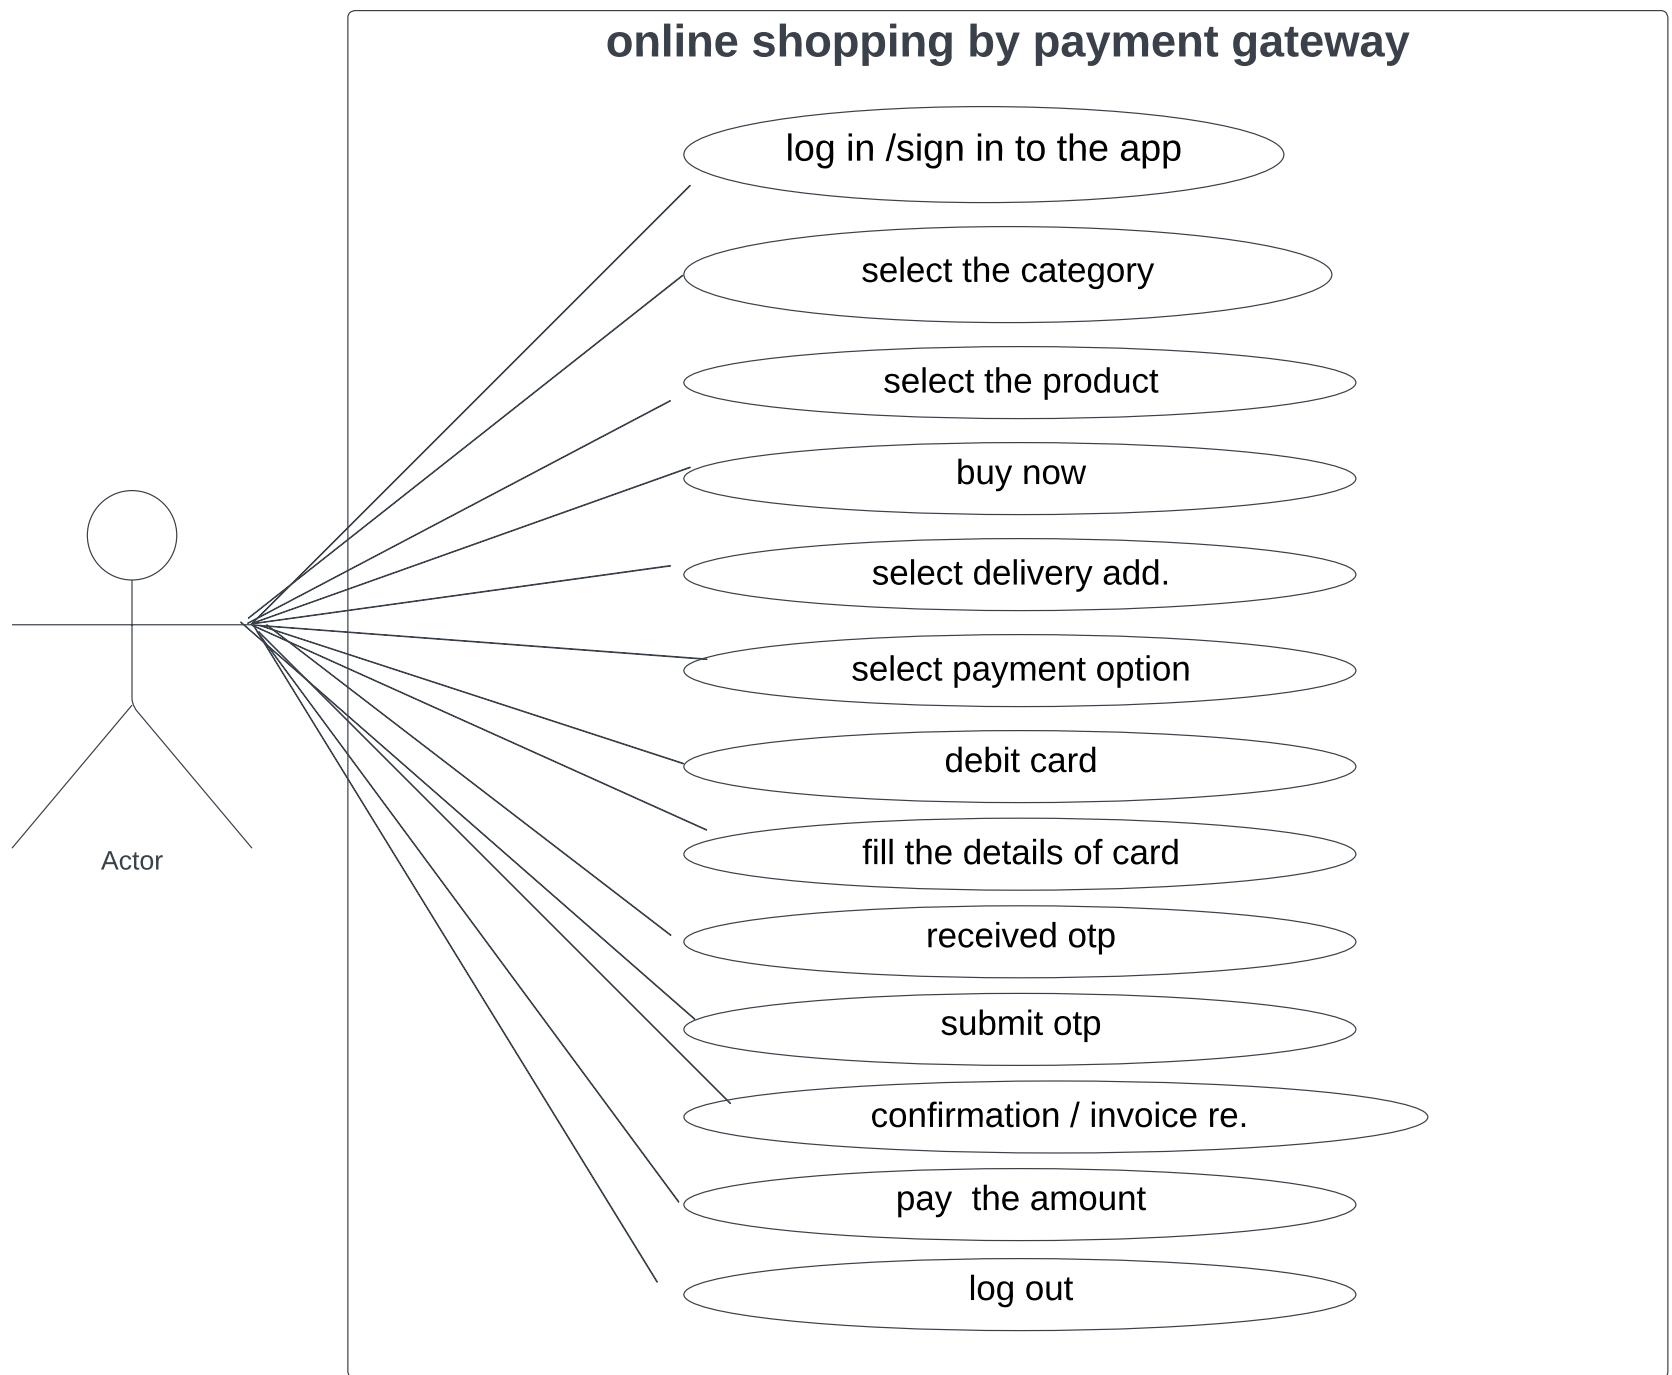 online shopping by payment gateway
log in /sign in to the app
select the category
select the product
buy now
select delivery add.
select payment option
debit card
fill the details of card
Actor
received otp
submit otp
confirmation / invoice re.
pay  the amount
log out